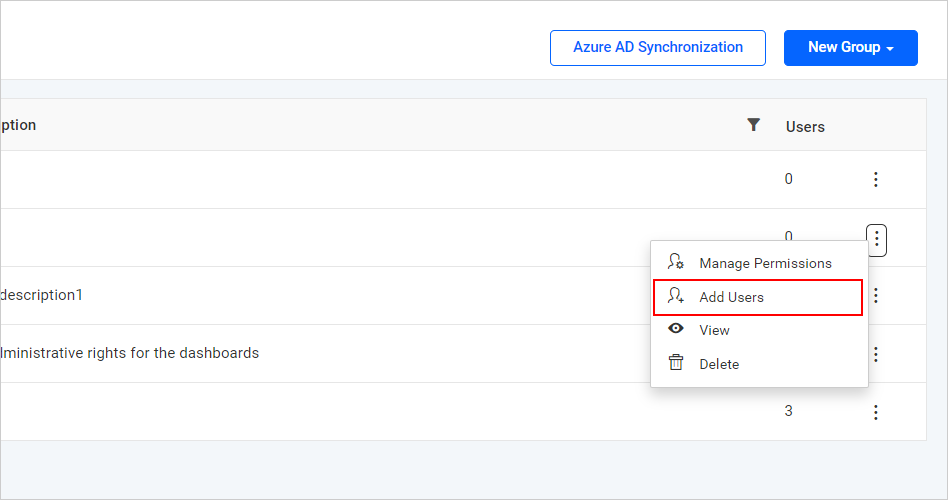 Azure AD Synchronization
New Group
ption
Users
0
0
Manage Permissions
description1
Add Users
View
dministrative rights for the dashboards
Delete
3